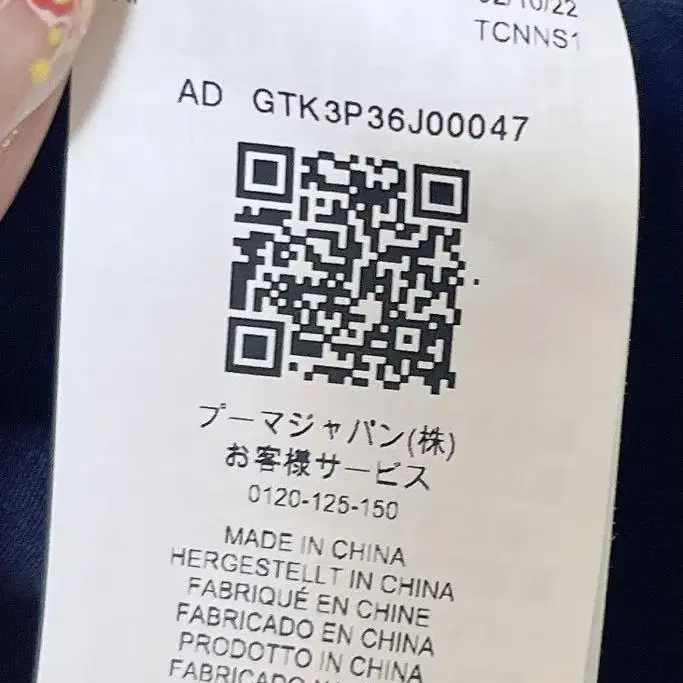 TCNNS1
AD GTK3P36J00047
プーマジャパン(株)
お客様サービス
0120-125-150
MADE IN CHINA
HERGESTELLT IN CHINA
FABRIQUÉ EN CHINE
FABRICADO EN CHINA
PRODOTTO IN CHINA
FABRICADO